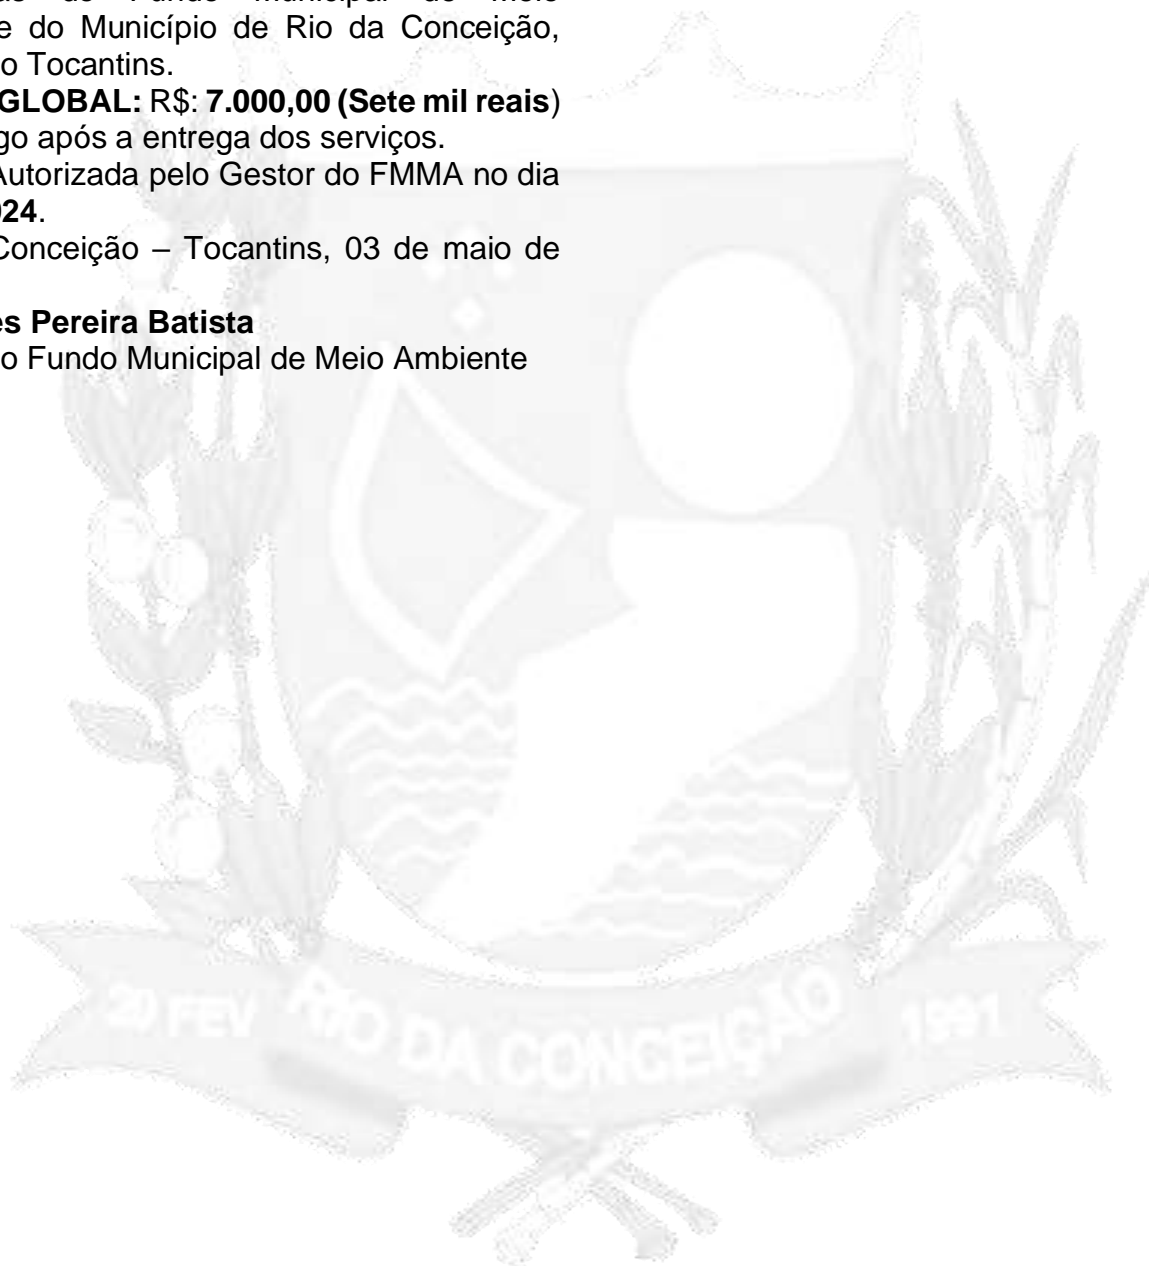 e do Município de Rio da Conceição,
o Tocantins.
GLOBAL: R$: 7.000,00 (Sete mil reais)
go após a entrega dos serviços.
Autorizada pelo Gestor do FMMA no dia
024.
Conceição – Tocantins, 03 de maio de
es Pereira Batista
o Fundo Municipal de Meio Ambiente
20 FEV RIO DA CONCEIÇÃO 1991